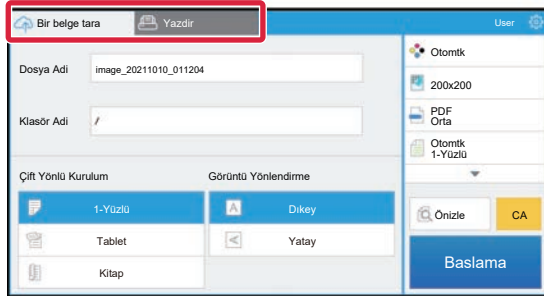 Bir belge tara
Yazdir
User
Dosya Adi
image_20211010_011204
Klasör Adi
/
Otomtk
200x200
PDF
Orta
Otomtk
1-Yüzlü
Çift Yönlü Kurulum
Görüntü Yönlendirme
1-Yüzlü
Tablet
Kitap
A
Dıkey
Yatay
Önizle
CA
Baslama